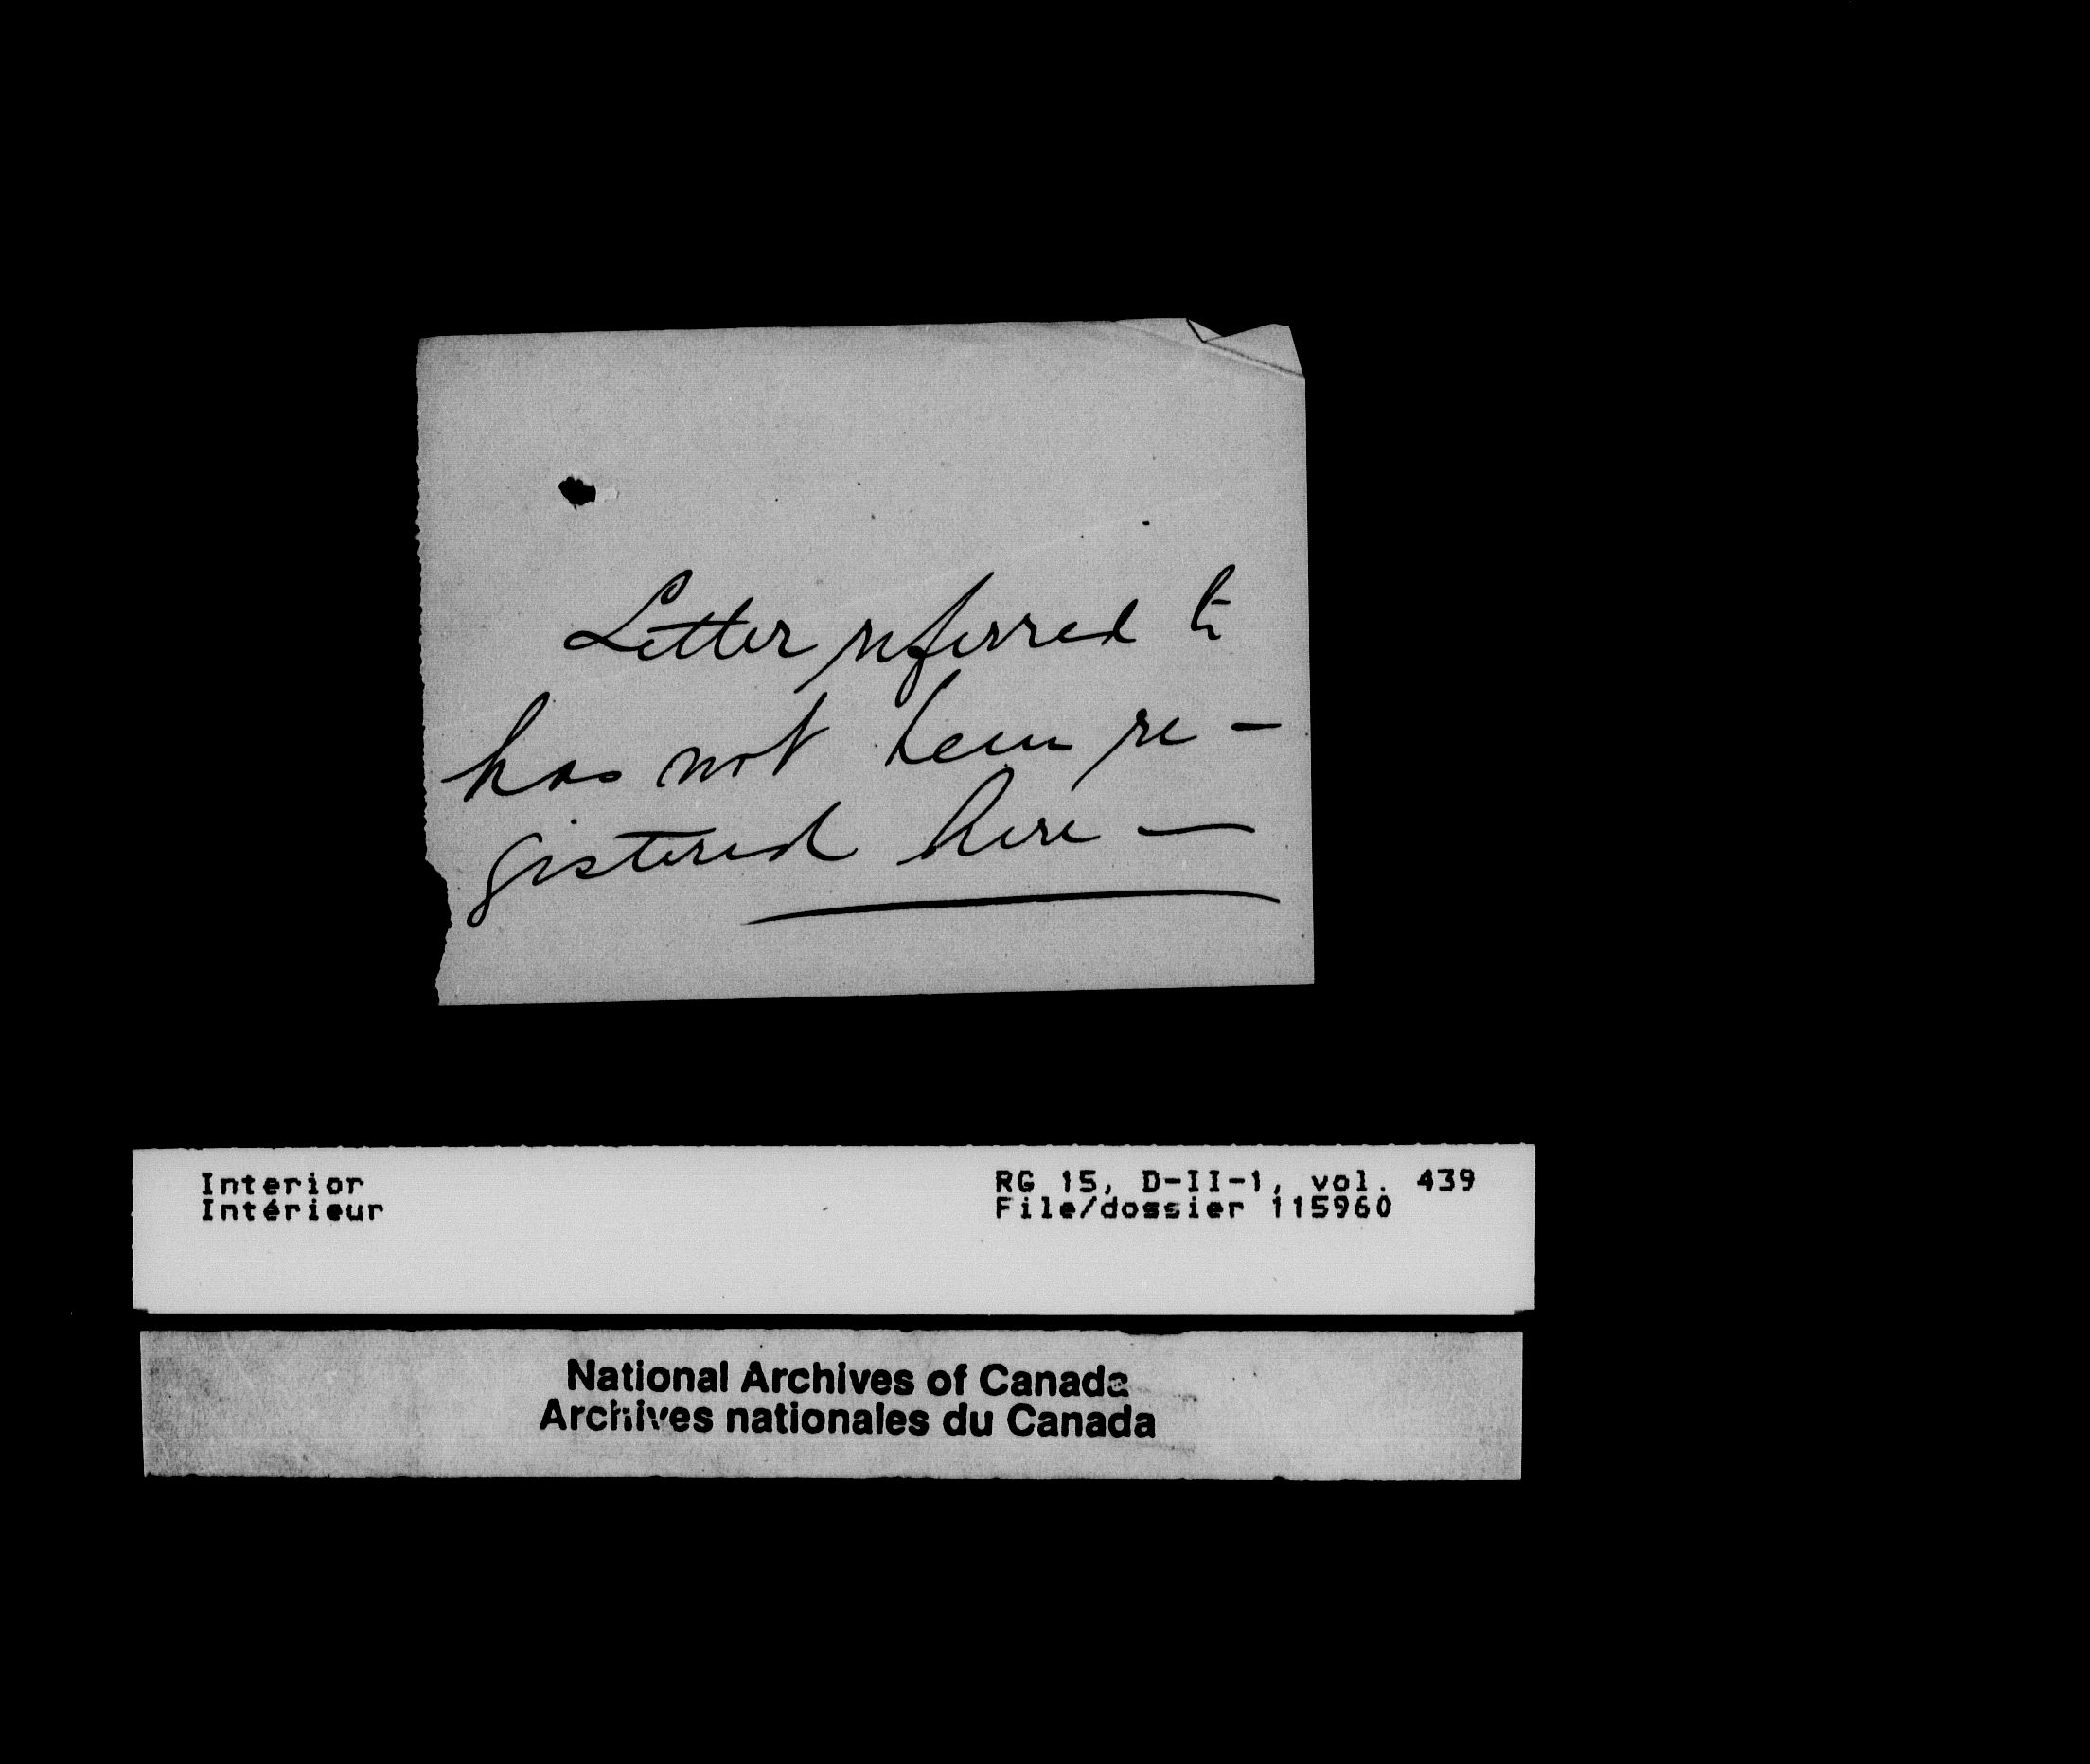 Letter referred to
has not been re-
gistered here —
Interior
Intérieur
RG 15, D-II-1, vol. 439
File/dossier 115960
National Archives of Canada
Archives nationales du Canada